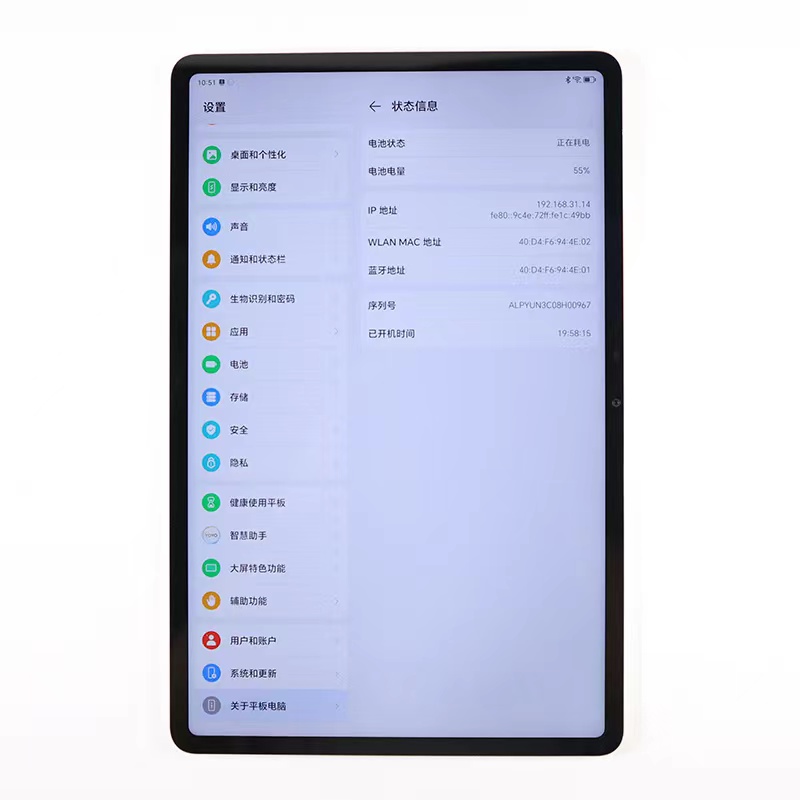 10:51
设置
桌面和个性化
显示和亮度
声音
通知和状态栏
生物识别和密码
应用
电池
存储
安全
隐私
健康使用平板
YOYO
智慧助手
大屏特色功能
辅助功能
用户和账户
系统和更新
关于平板电脑
← 状态信息
电池状态 正在耗电
电池电量 55%
IP 地址 192.168.31.14
fe80::9c4e:72ff:fe1c:49bb
WLAN MAC 地址 40:D4:F6:94:4E:02
蓝牙地址 40:D4:F6:94:4E:01
序列号 ALPYUN3C08H00967
已开机时间 19:58:15